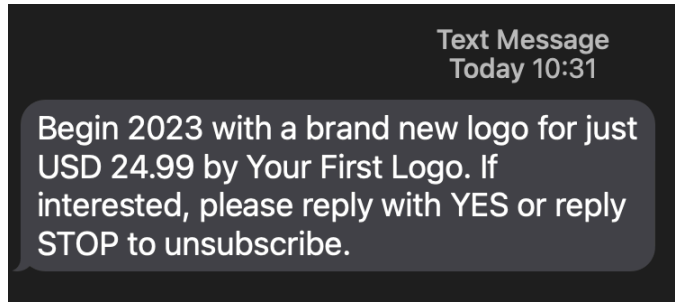 Text Message
Today 10:31
Begin 2023 with a brand new logo for just
USD 24.99 by Your First Logo. If
interested, please reply with YES or reply
STOP to unsubscribe.